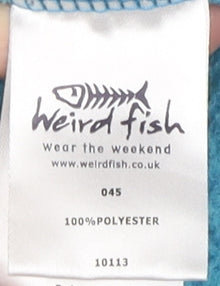 Weird fish
Wear the weekend
www.weirdfish.co.uk
045
100%POLYESTER
10113